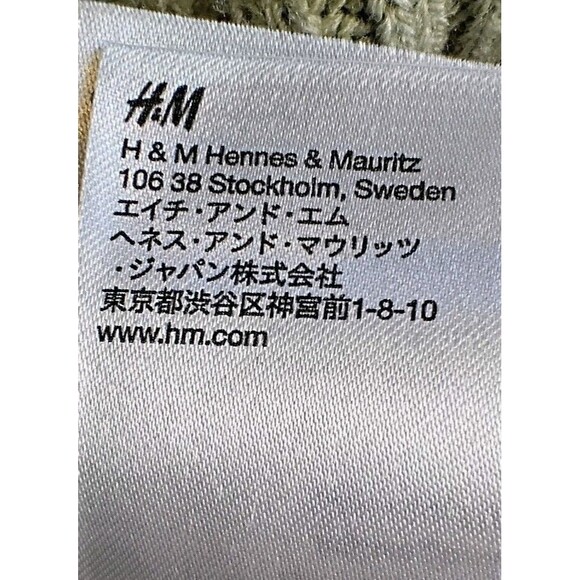 H&M
H & M Hennes & Mauritz
106 38 Stockholm, Sweden
エイチ・アンド・エム
ヘネス・アンド・マウリッツ
・ジャパン株式会社
東京都渋谷区神宮前1-8-10
www.hm.com